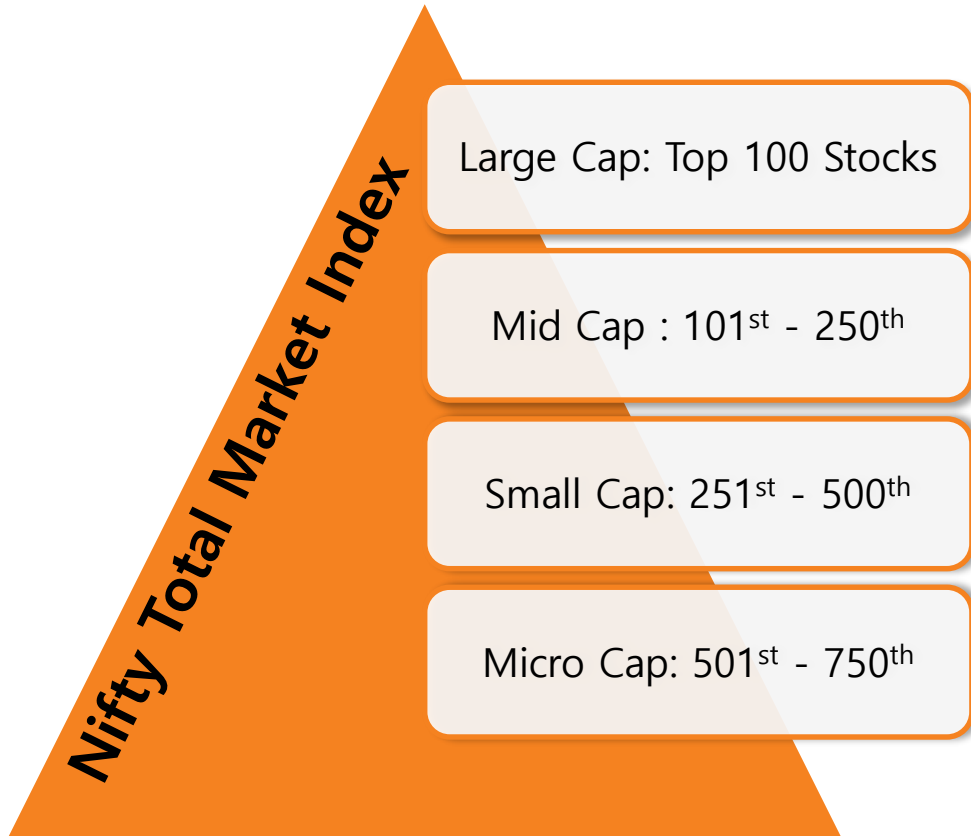 Nifty Total Market Index
Large Cap: Top 100 Stocks
Mid Cap : 101st - 250th
Small Cap: 251st - 500th
Micro Cap: 501st - 750th